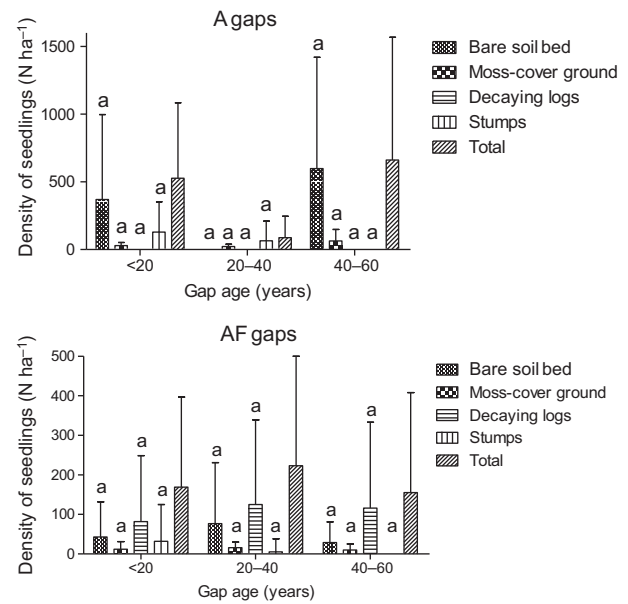 A gaps
Density of seedlings (N ha⁻¹)
1500
1000
500
0
a
a
a
a
a
a
a
a
a
a
a
a
<20
20–40
40–60
Gap age (years)
Bare soil bed
Moss-cover ground
Decaying logs
Stumps
Total
AF gaps
Density of seedlings (N ha⁻¹)
500
400
300
200
100
0
a
a
a
a
a
a
a
a
a
a
a
a
<20
20–40
40–60
Gap age (years)
Bare soil bed
Moss-cover ground
Decaying logs
Stumps
Total